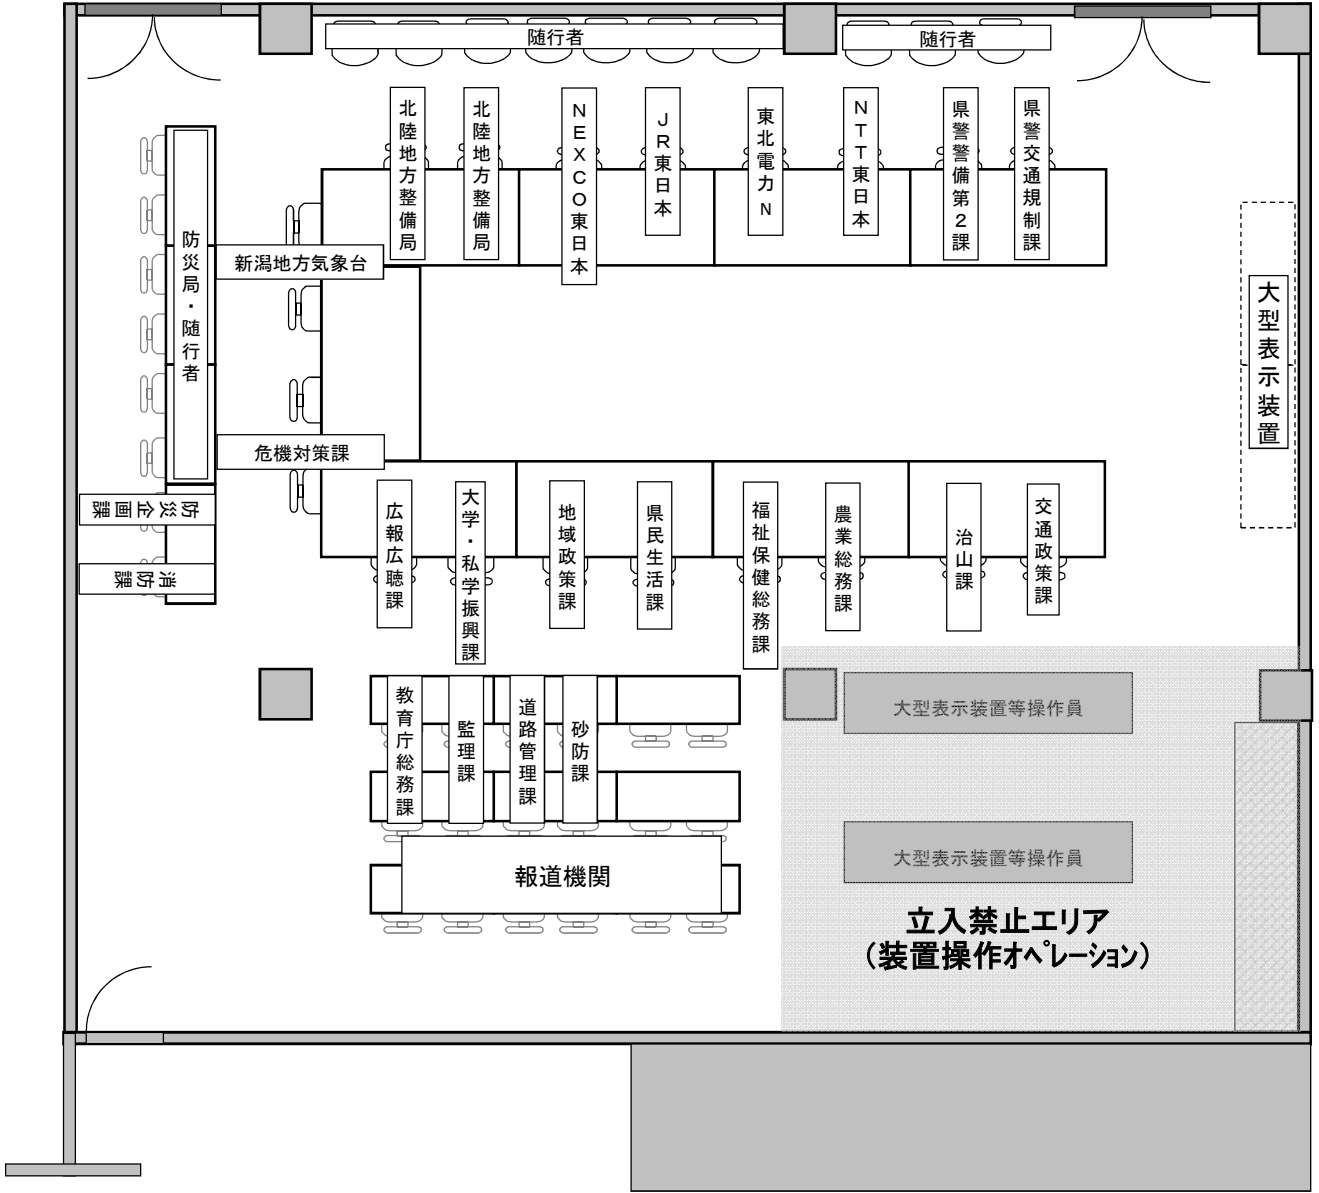 随行者
随行者
北陸地方整備局
北陸地方整備局
ＮＥＸＣＯ東日本
ＪＲ東日本
東北電力Ｎ
ＮＴＴ東日本
県警警備第２課
県警交通規制課
防災局・随行者
新潟地方気象台
大型表示装置
危機対策課
防災企画課
消防課
広報広聴課
大学・私学振興課
地域政策課
県民生活課
福祉保健総務課
農業総務課
治山課
交通政策課
教育庁総務課
監理課
道路管理課
砂防課
大型表示装置等操作員
大型表示装置等操作員
報道機関
立入禁止エリア
（装置操作ｵﾍﾟﾚｰｼｮﾝ）